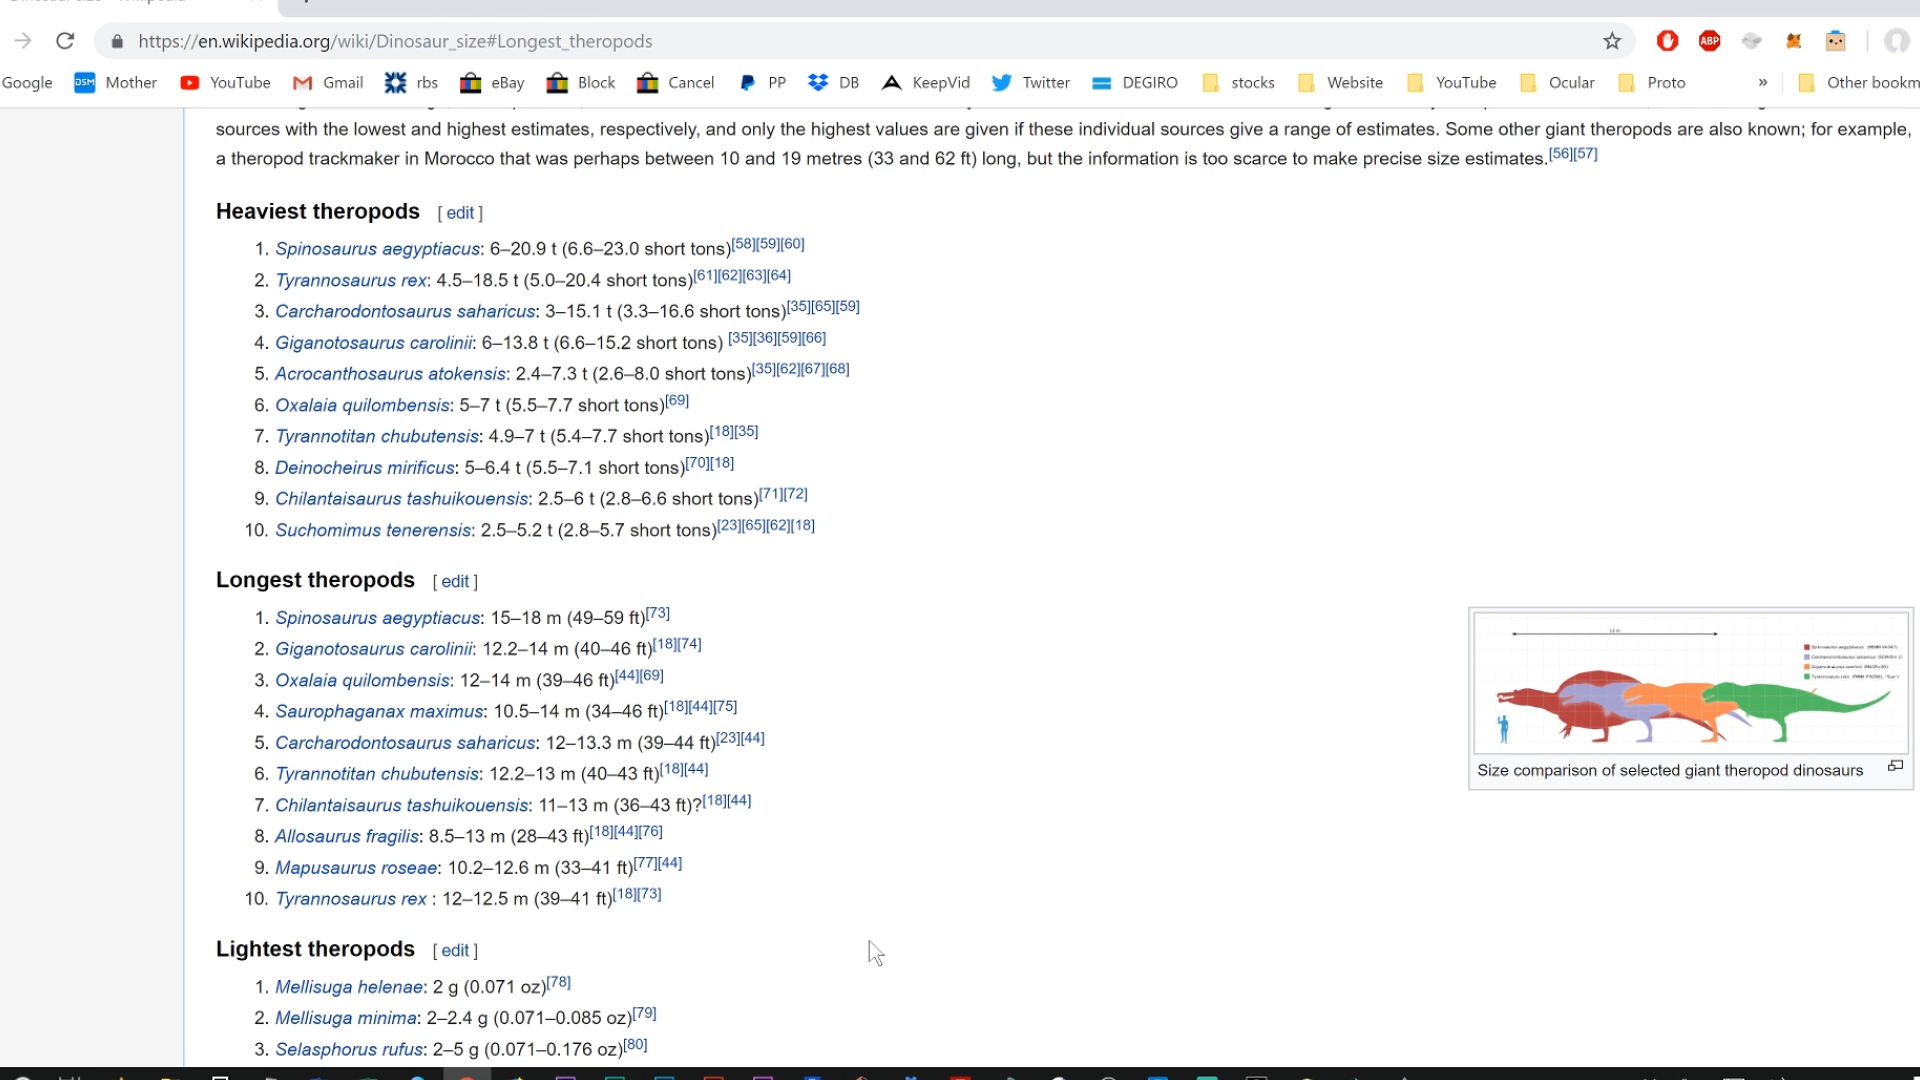 https://en.wikipedia.org/wiki/Dinosaur_size#Longest_theropods
ABP
Google DSM Mother YouTube Gmail rbs eBay Block Cancel PP DB KeepVid Twitter DEGIRO stocks Website YouTube Ocular Proto » Other bookm
sources with the lowest and highest estimates, respectively, and only the highest values are given if these individual sources give a range of estimates. Some other giant theropods are also known; for example,
a theropod trackmaker in Morocco that was perhaps between 10 and 19 metres (33 and 62 ft) long, but the information is too scarce to make precise size estimates.[56][57]
Heaviest theropods [ edit ]
1. Spinosaurus aegyptiacus: 6–20.9 t (6.6–23.0 short tons)[58][59][60]
2. Tyrannosaurus rex: 4.5–18.5 t (5.0–20.4 short tons)[61][62][63][64]
3. Carcharodontosaurus saharicus: 3–15.1 t (3.3–16.6 short tons)[35][65][59]
4. Giganotosaurus carolinii: 6–13.8 t (6.6–15.2 short tons) [35][36][59][66]
5. Acrocanthosaurus atokensis: 2.4–7.3 t (2.6–8.0 short tons)[35][62][67][68]
6. Oxalaia quilombensis: 5–7 t (5.5–7.7 short tons)[69]
7. Tyrannotitan chubutensis: 4.9–7 t (5.4–7.7 short tons)[18][35]
8. Deinocheirus mirificus: 5–6.4 t (5.5–7.1 short tons)[70][18]
9. Chilantaisaurus tashuikouensis: 2.5–6 t (2.8–6.6 short tons)[71][72]
10. Suchomimus tenerensis: 2.5–5.2 t (2.8–5.7 short tons)[23][65][62][18]
Longest theropods [ edit ]
1. Spinosaurus aegyptiacus: 15–18 m (49–59 ft)[73]
2. Giganotosaurus carolinii: 12.2–14 m (40–46 ft)[18][74]
3. Oxalaia quilombensis: 12–14 m (39–46 ft)[44][69]
4. Saurophaganax maximus: 10.5–14 m (34–46 ft)[18][44][75]
5. Carcharodontosaurus saharicus: 12–13.3 m (39–44 ft)[23][44]
6. Tyrannotitan chubutensis: 12.2–13 m (40–43 ft)[18][44]
7. Chilantaisaurus tashuikouensis: 11–13 m (36–43 ft)?[18][44]
8. Allosaurus fragilis: 8.5–13 m (28–43 ft)[18][44][76]
9. Mapusaurus roseae: 10.2–12.6 m (33–41 ft)[77][44]
10. Tyrannosaurus rex : 12–12.5 m (39–41 ft)[18][73]
Size comparison of selected giant theropod dinosaurs
Lightest theropods [ edit ]
1. Mellisuga helenae: 2 g (0.071 oz)[78]
2. Mellisuga minima: 2–2.4 g (0.071–0.085 oz)[79]
3. Selasphorus rufus: 2–5 g (0.071–0.176 oz)[80]